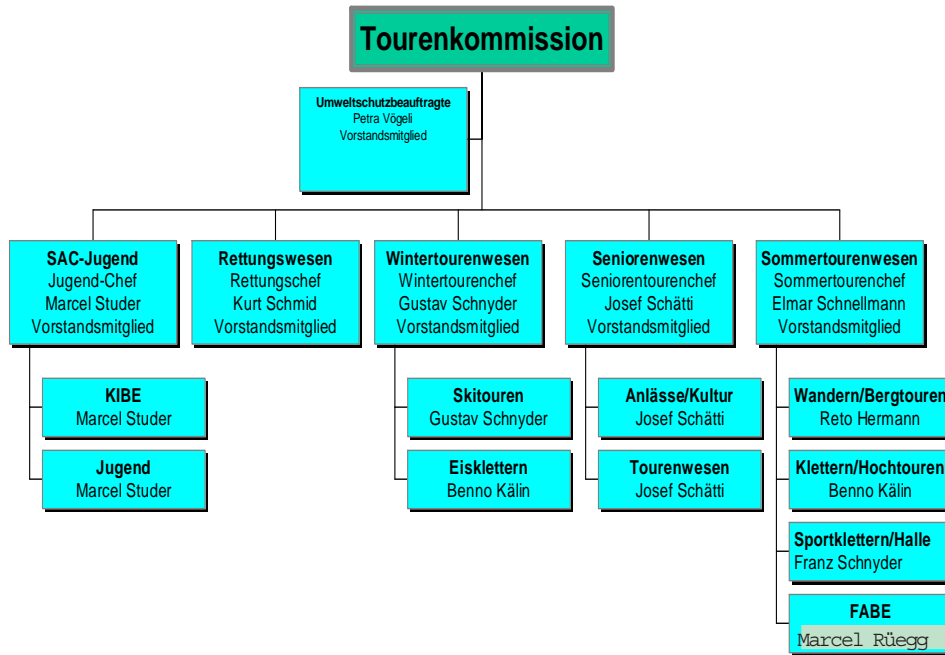 Tourenkommission
Umweltschutzbeauftragte
Petra Vögeli
Vorstandsmitglied
SAC-Jugend
Jugend-Chef
Marcel Studer
Vorstandsmitglied
Rettungswesen
Rettungschef
Kurt Schmid
Vorstandsmitglied
Wintertourenwesen
Wintertourenchef
Gustav Schnyder
Vorstandsmitglied
Seniorenwesen
Seniorentourenchef
Josef Schätti
Vorstandsmitglied
Sommertourenwesen
Sommertourenchef
Elmar Schnellmann
Vorstandsmitglied
KIBE
Marcel Studer
Jugend
Marcel Studer
Skitouren
Gustav Schnyder
Eisklettern
Benno Kälin
Anlässe/Kultur
Josef Schätti
Tourenwesen
Josef Schätti
Wandern/Bergtouren
Reto Hermann
Klettern/Hochtouren
Benno Kälin
Sportklettern/Halle
Franz Schnyder
FABE
Marcel Rüegg